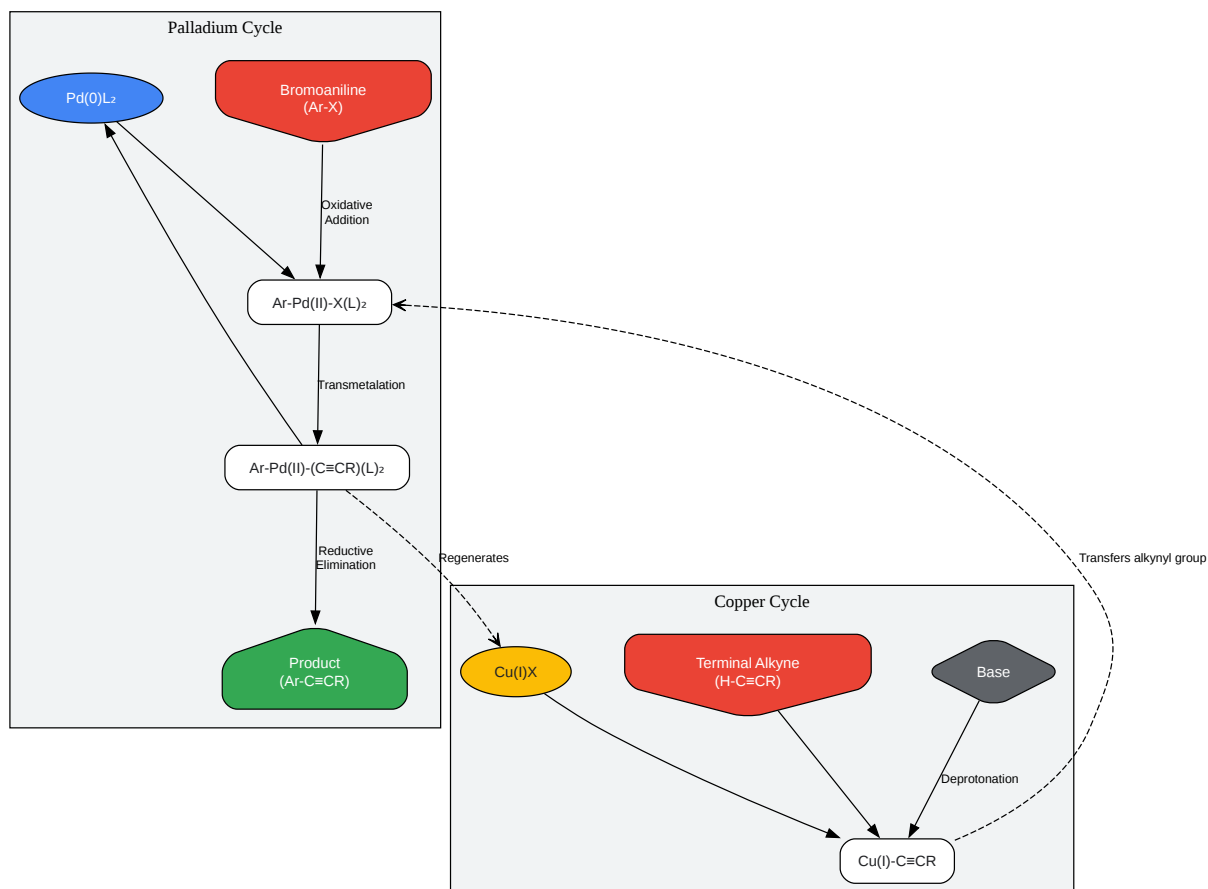 Palladium Cycle
Pd(0)L₂
Bromoaniline
(Ar-X)
Oxidative
Addition
Ar-Pd(II)-X(L)₂
Transmetalation
Ar-Pd(II)-(C≡CR)(L)₂
Reductive
Elimination
Regenerates
Transfers alkynyl group
Product
(Ar-C≡CR)
Copper Cycle
Cu(I)X
Terminal Alkyne
(H-C≡CR)
Base
Deprotonation
Cu(I)-C≡CR